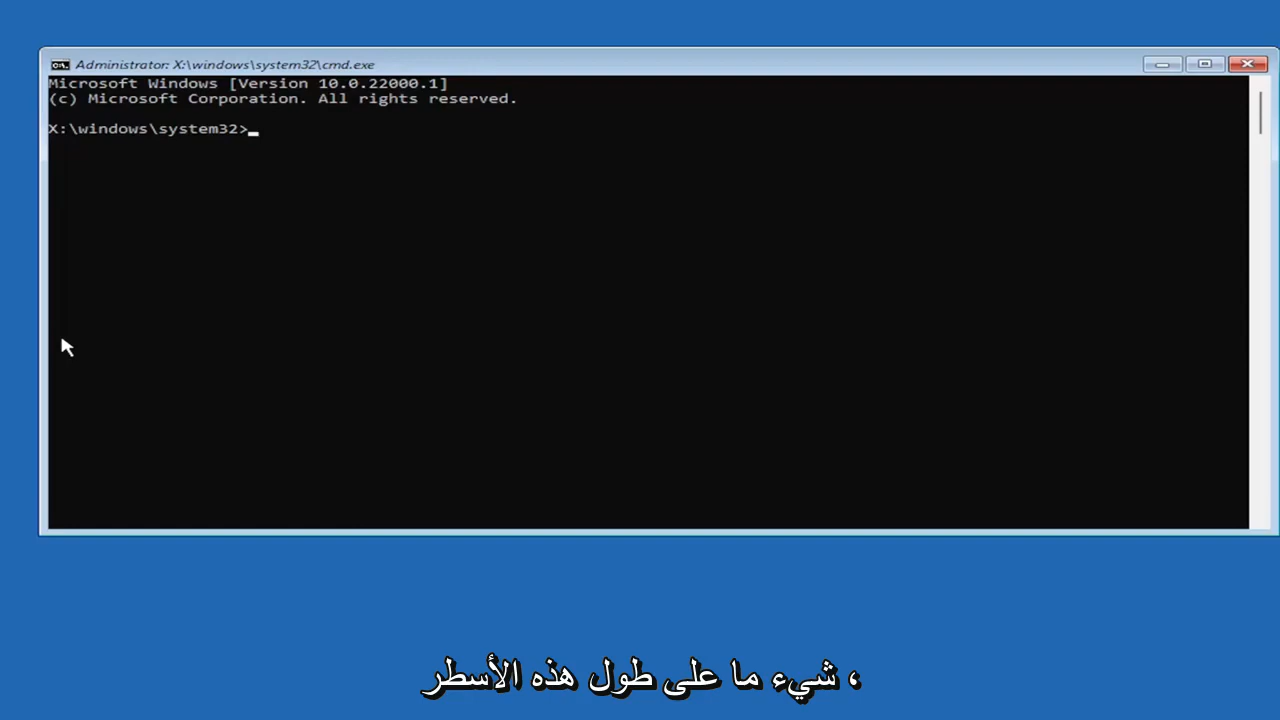 Administrator: X:\windows\system32\cmd.exe
Microsoft Windows [Version 10.0.22000.1]
(c) Microsoft Corporation. All rights reserved.
X:\windows\system32>
، شيء ما على طول هذه الأسطر